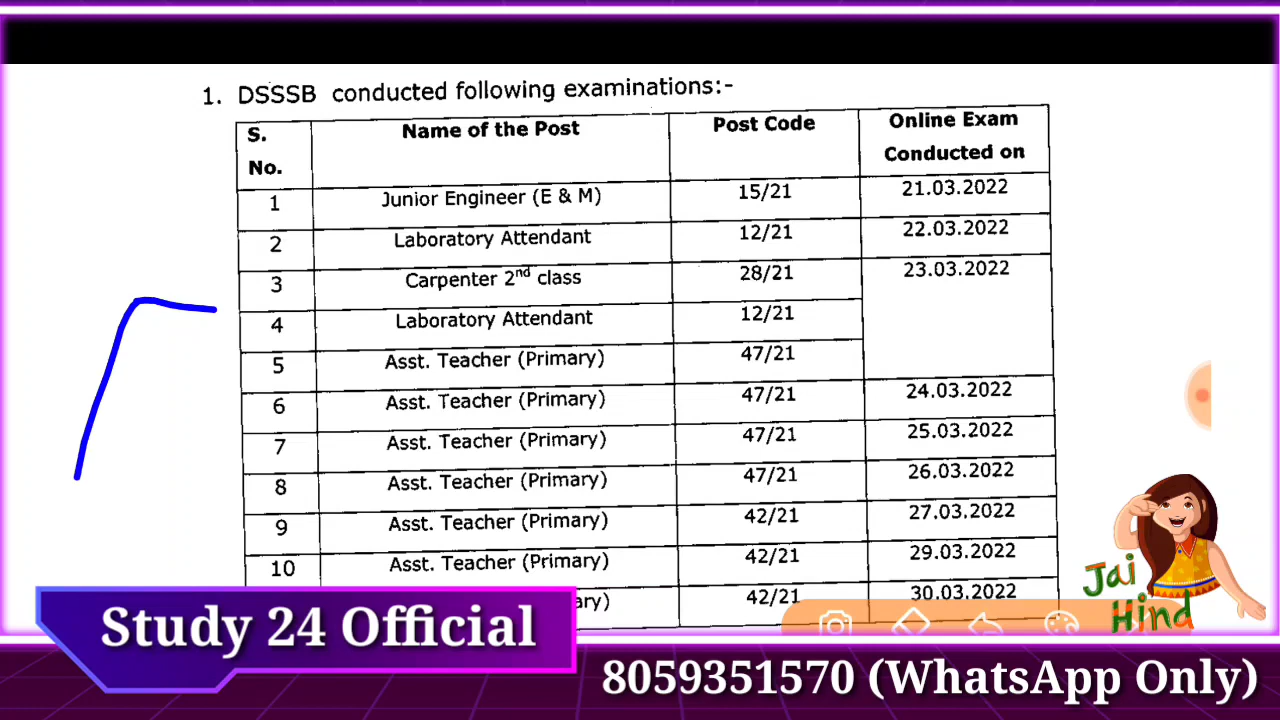 1. DSSSB conducted following examinations:-
S. No. Name of the Post Post Code Online Exam Conducted on
1 Junior Engineer (E & M) 15/21 21.03.2022
2 Laboratory Attendant 12/21 22.03.2022
3 Carpenter 2nd class 28/21 23.03.2022
4 Laboratory Attendant 12/21
5 Asst. Teacher (Primary) 47/21
6 Asst. Teacher (Primary) 47/21 24.03.2022
7 Asst. Teacher (Primary) 47/21 25.03.2022
8 Asst. Teacher (Primary) 47/21 26.03.2022
9 Asst. Teacher (Primary) 42/21 27.03.2022
10 Asst. Teacher (Primary) 42/21 29.03.2022
ary) 42/21 30.03.2022
Jai Hind
Study 24 Official
8059351570 (WhatsApp Only)